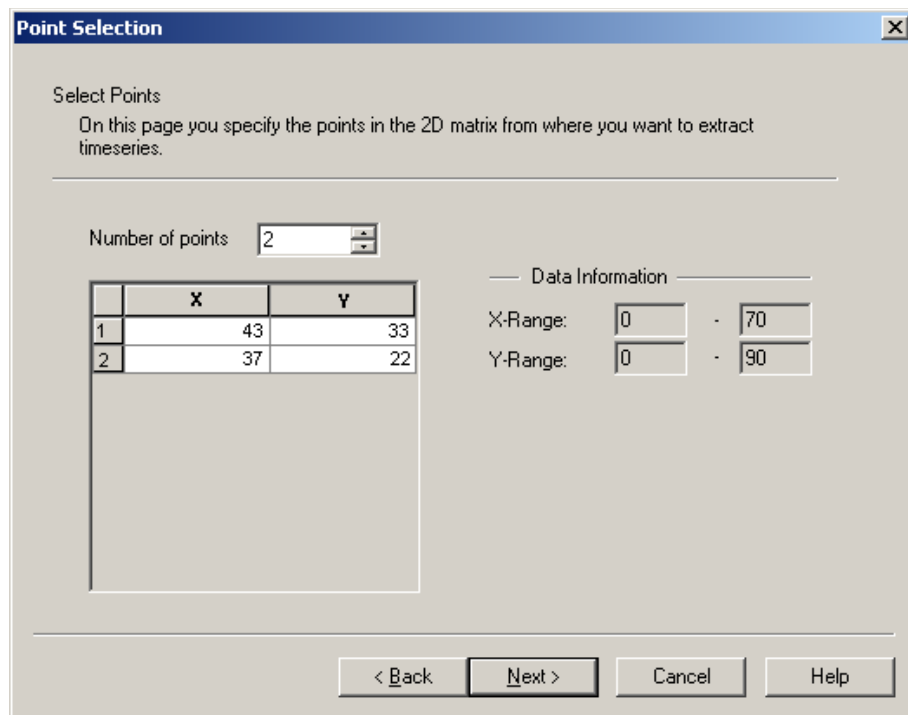 Point Selection
Select Points
On this page you specify the points in the 2D matrix from where you want to extract
timeseries.
Number of points 2
Data Information
X Y
1 43 33
2 37 22
X-Range: 0 - 70
Y-Range: 0 - 90
< Back Next > Cancel Help